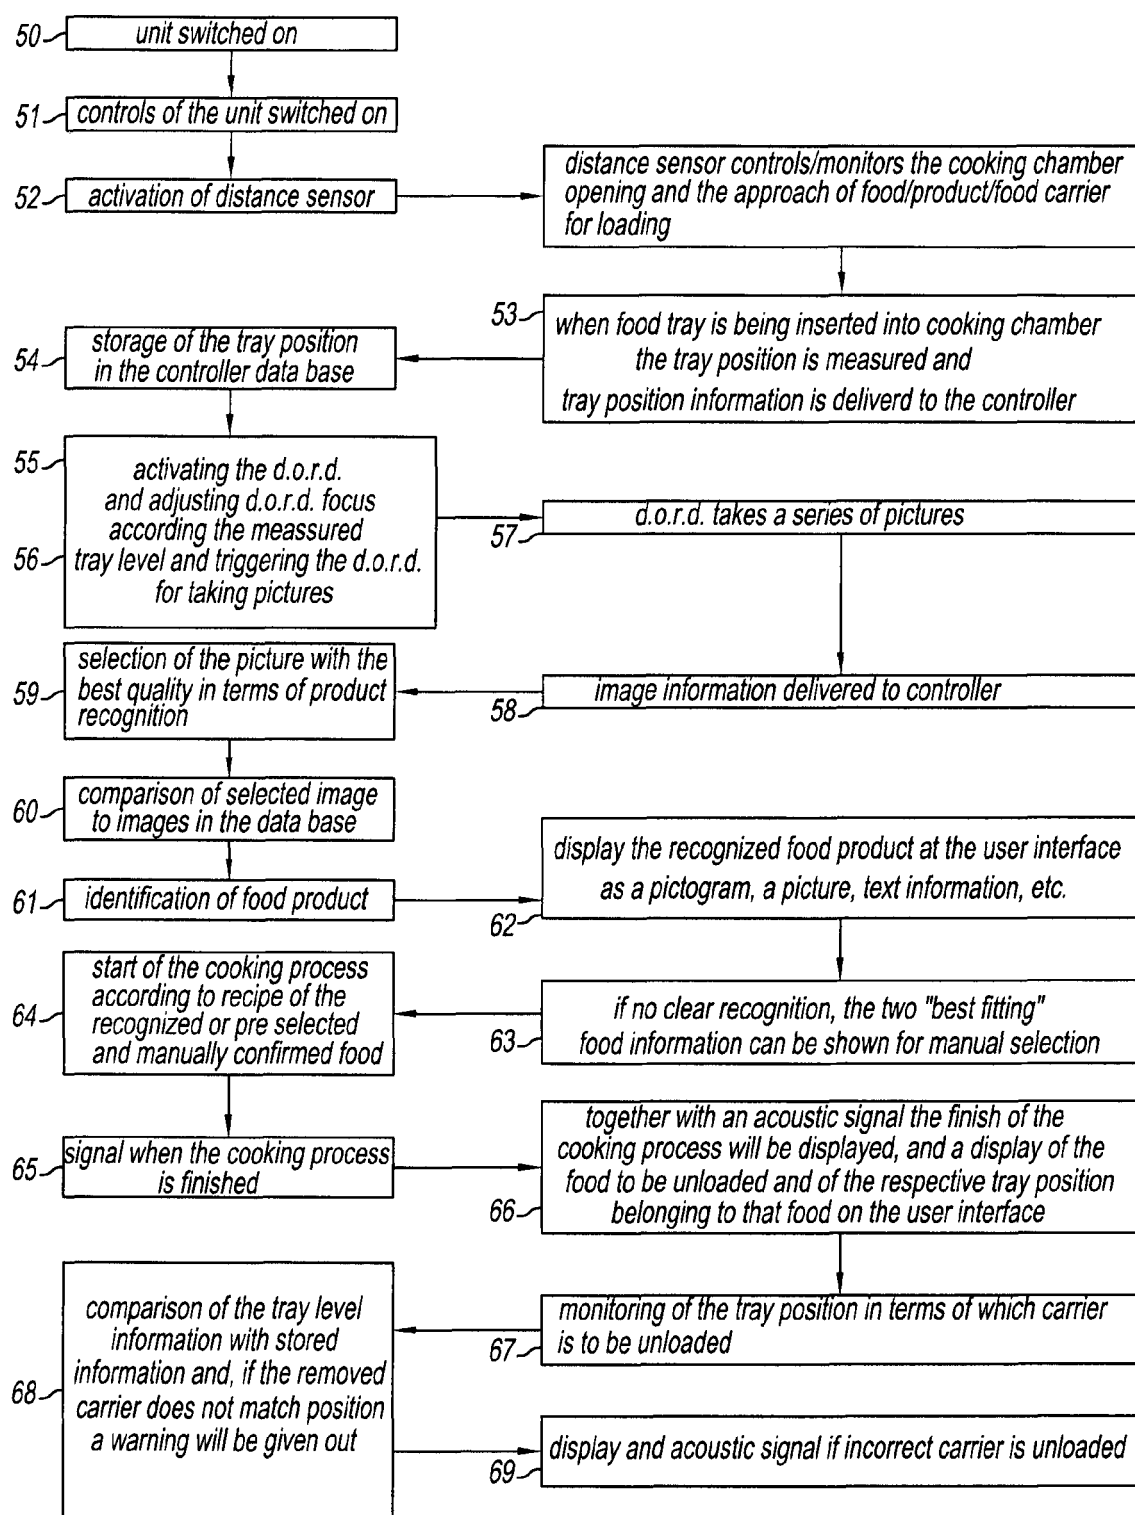 50
unit switched on
51
controls of the unit switched on
52
activation of distance sensor
distance sensor controls/monitors the cooking chamber
opening and the approach of food/product/food carrier
for loading
53
when food tray is being inserted into cooking chamber
the tray position is measured and
tray position information is deliverd to the controller
54
storage of the tray position
in the controller data base
55
activating the d.o.r.d.
and adjusting d.o.r.d. focus
according the meassured
56
tray level and triggering the d.o.r.d.
for taking pictures
57
d.o.r.d. takes a series of pictures
58
image information delivered to controller
59
selection of the picture with the
best quality in terms of product
recognition
60
comparison of selected image
to images in the data base
61
identification of food product
62
display the recognized food product at the user interface
as a pictogram, a picture, text information, etc.
63
if no clear recognition, the two "best fitting"
food information can be shown for manual selection
64
start of the cooking process
according to recipe of the
recognized or pre selected
and manually confirmed food
65
signal when the cooking process
is finished
66
together with an acoustic signal the finish of the
cooking process will be displayed, and a display of the
food to be unloaded and of the respective tray position
belonging to that food on the user interface
67
monitoring of the tray position in terms of which carrier
is to be unloaded
68
comparison of the tray level
information with stored
information and, if the removed
carrier does not match position
a warning will be given out
69
display and acoustic signal if incorrect carrier is unloaded